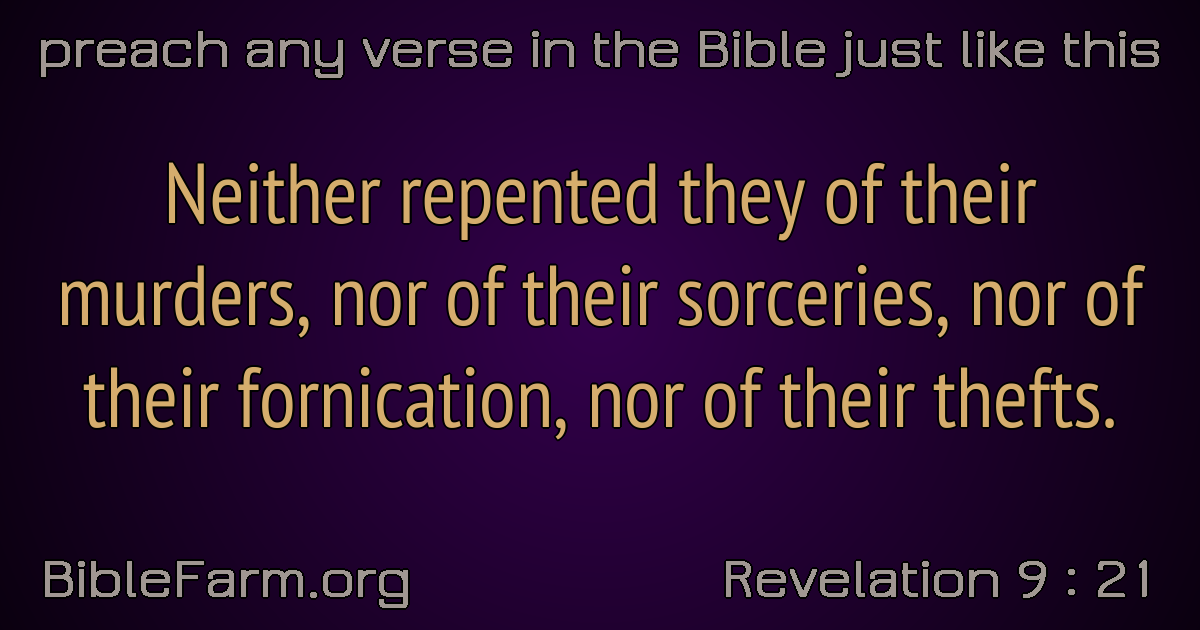 preach any verse in the Bible just like this
Neither repented they of their
murders, nor of their sorceries, nor of
their fornication, nor of their thefts.
BibleFarm.org
Revelation 9 : 21